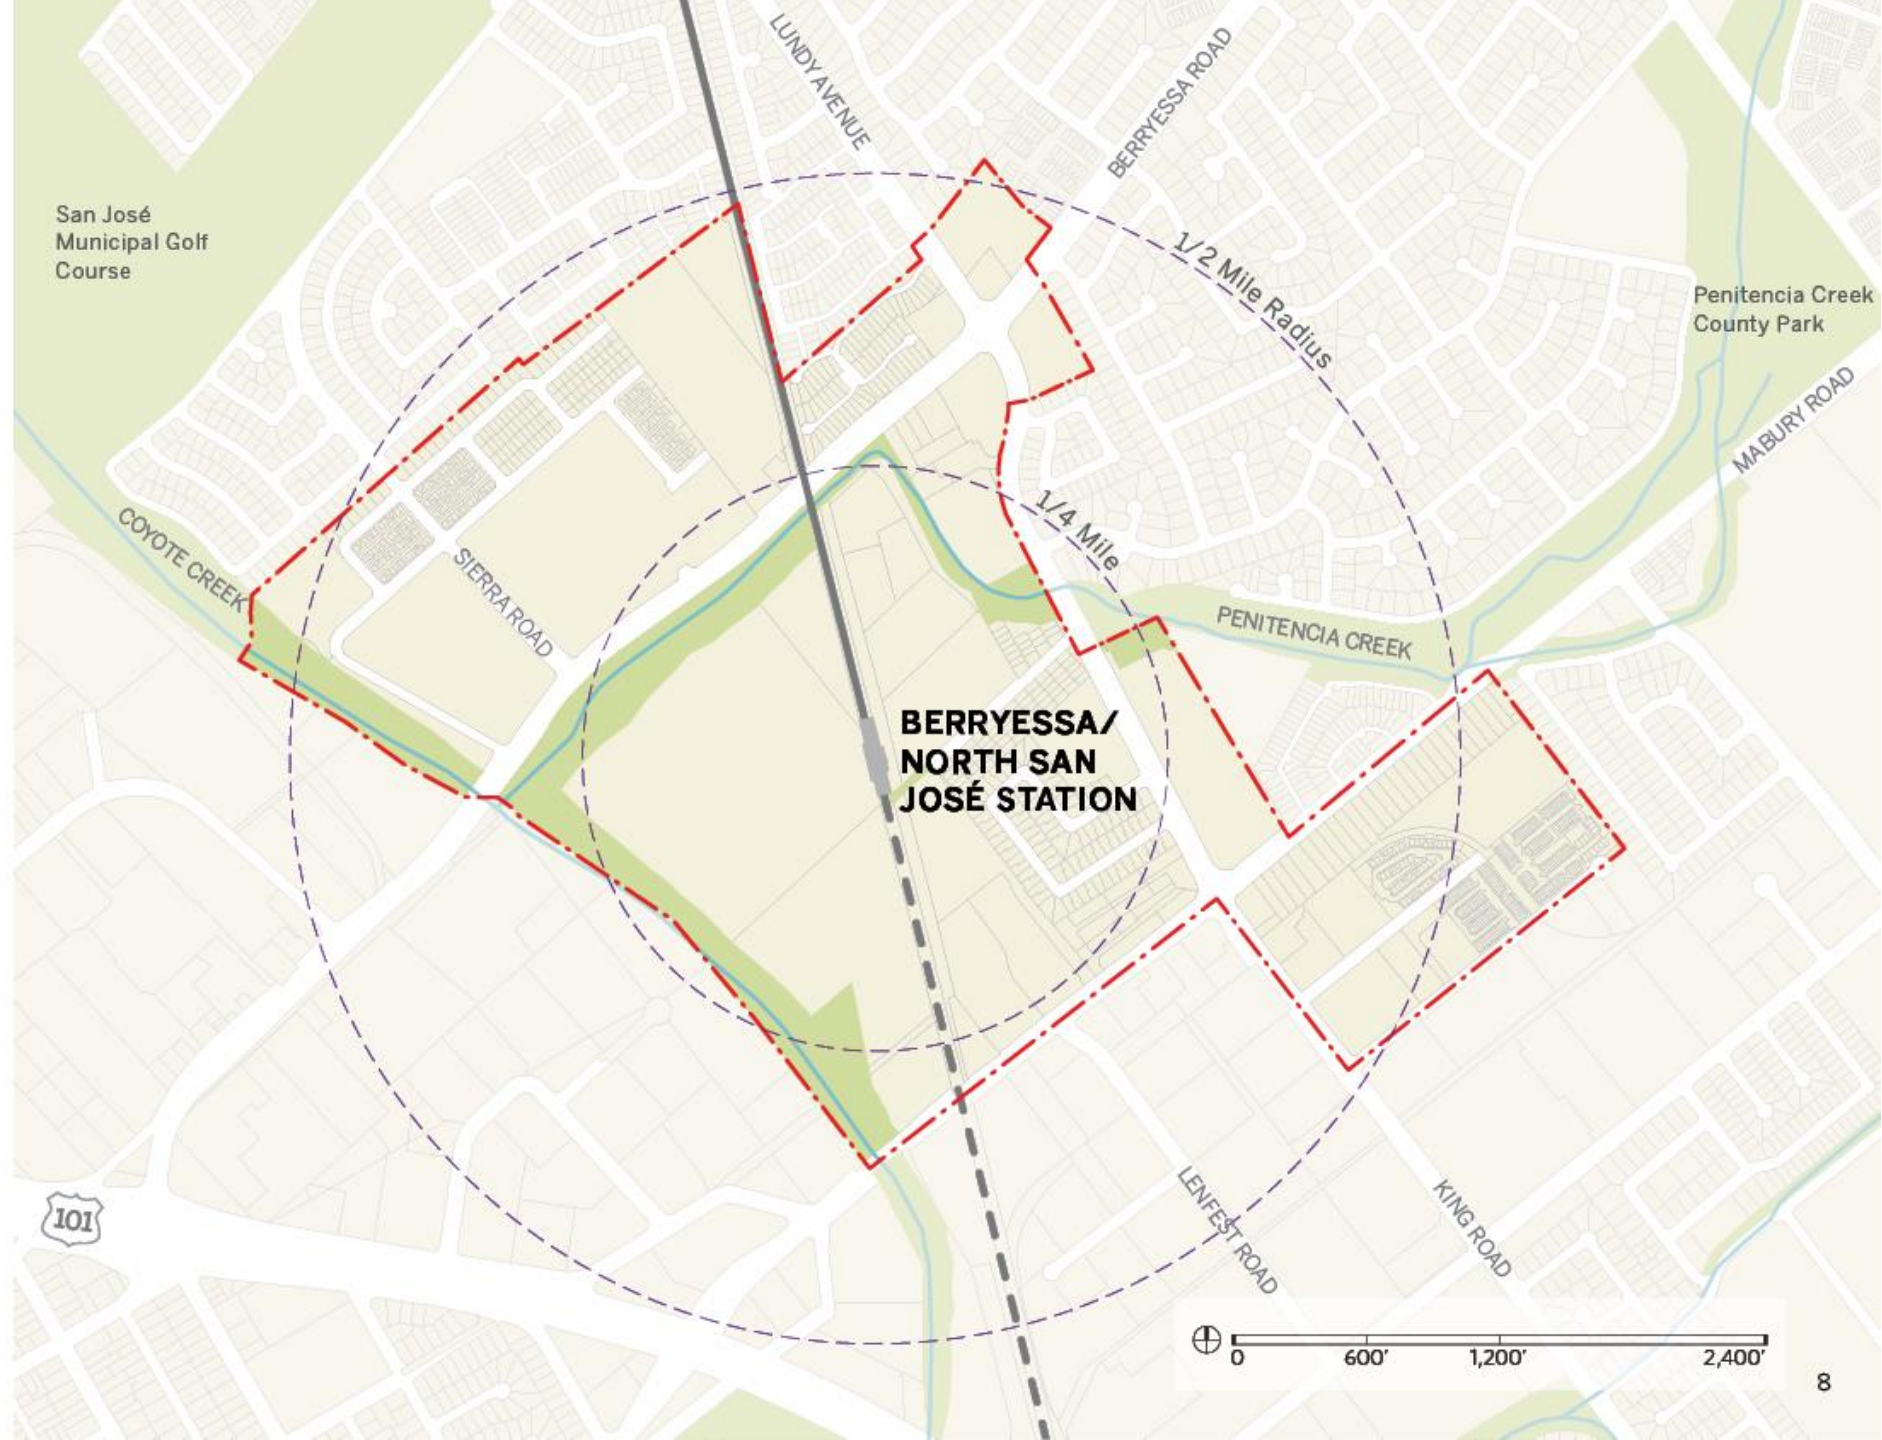 LUNDY AVENUE
BERRYESSA ROAD
San José
Municipal Golf
Course
1/2 Mile Radius
Penitencia Creek
County Park
MABURY ROAD
COYOTE CREEK
SIERRA ROAD
1/4 Mile
PENITENCIA CREEK
BERRYESSA/
NORTH SAN
JOSÉ STATION
101
LENFEST ROAD
KING ROAD
0 600' 1,200' 2,400'
8